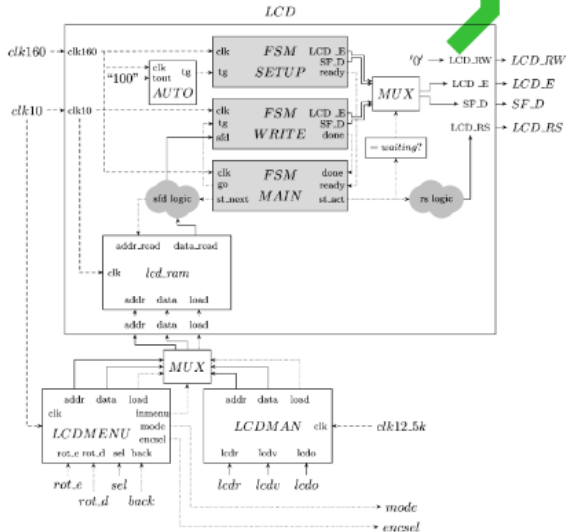 LCD
clk160 clk160 clk FSM LCD_E '0' LCD_RW LCD_RW
SETUP SF_D
"100" clk tg tg ready LCD_E LCD_E
tout
AUTO MUX SF_D SF_D
clk10 clk10 clk FSM LCD_E
tg WRITE SF_D LCD_RS LCD_RS
sfd done
= waiting?
clk FSM done
go ready
sfd logic st_next MAIN st_act rs logic
addr_read data_read
clk lcd_ram
addr data load
addr data load
MUX
addr data load addr data load
clk inmenu
mode
LCDMENU encsel LCDMAN clk clk12_5k
rot_e rot_d sel back lcdr lcdv lcdo
rot_e sel lcdr lcdv lcdo
rot_d back
mode
encsel